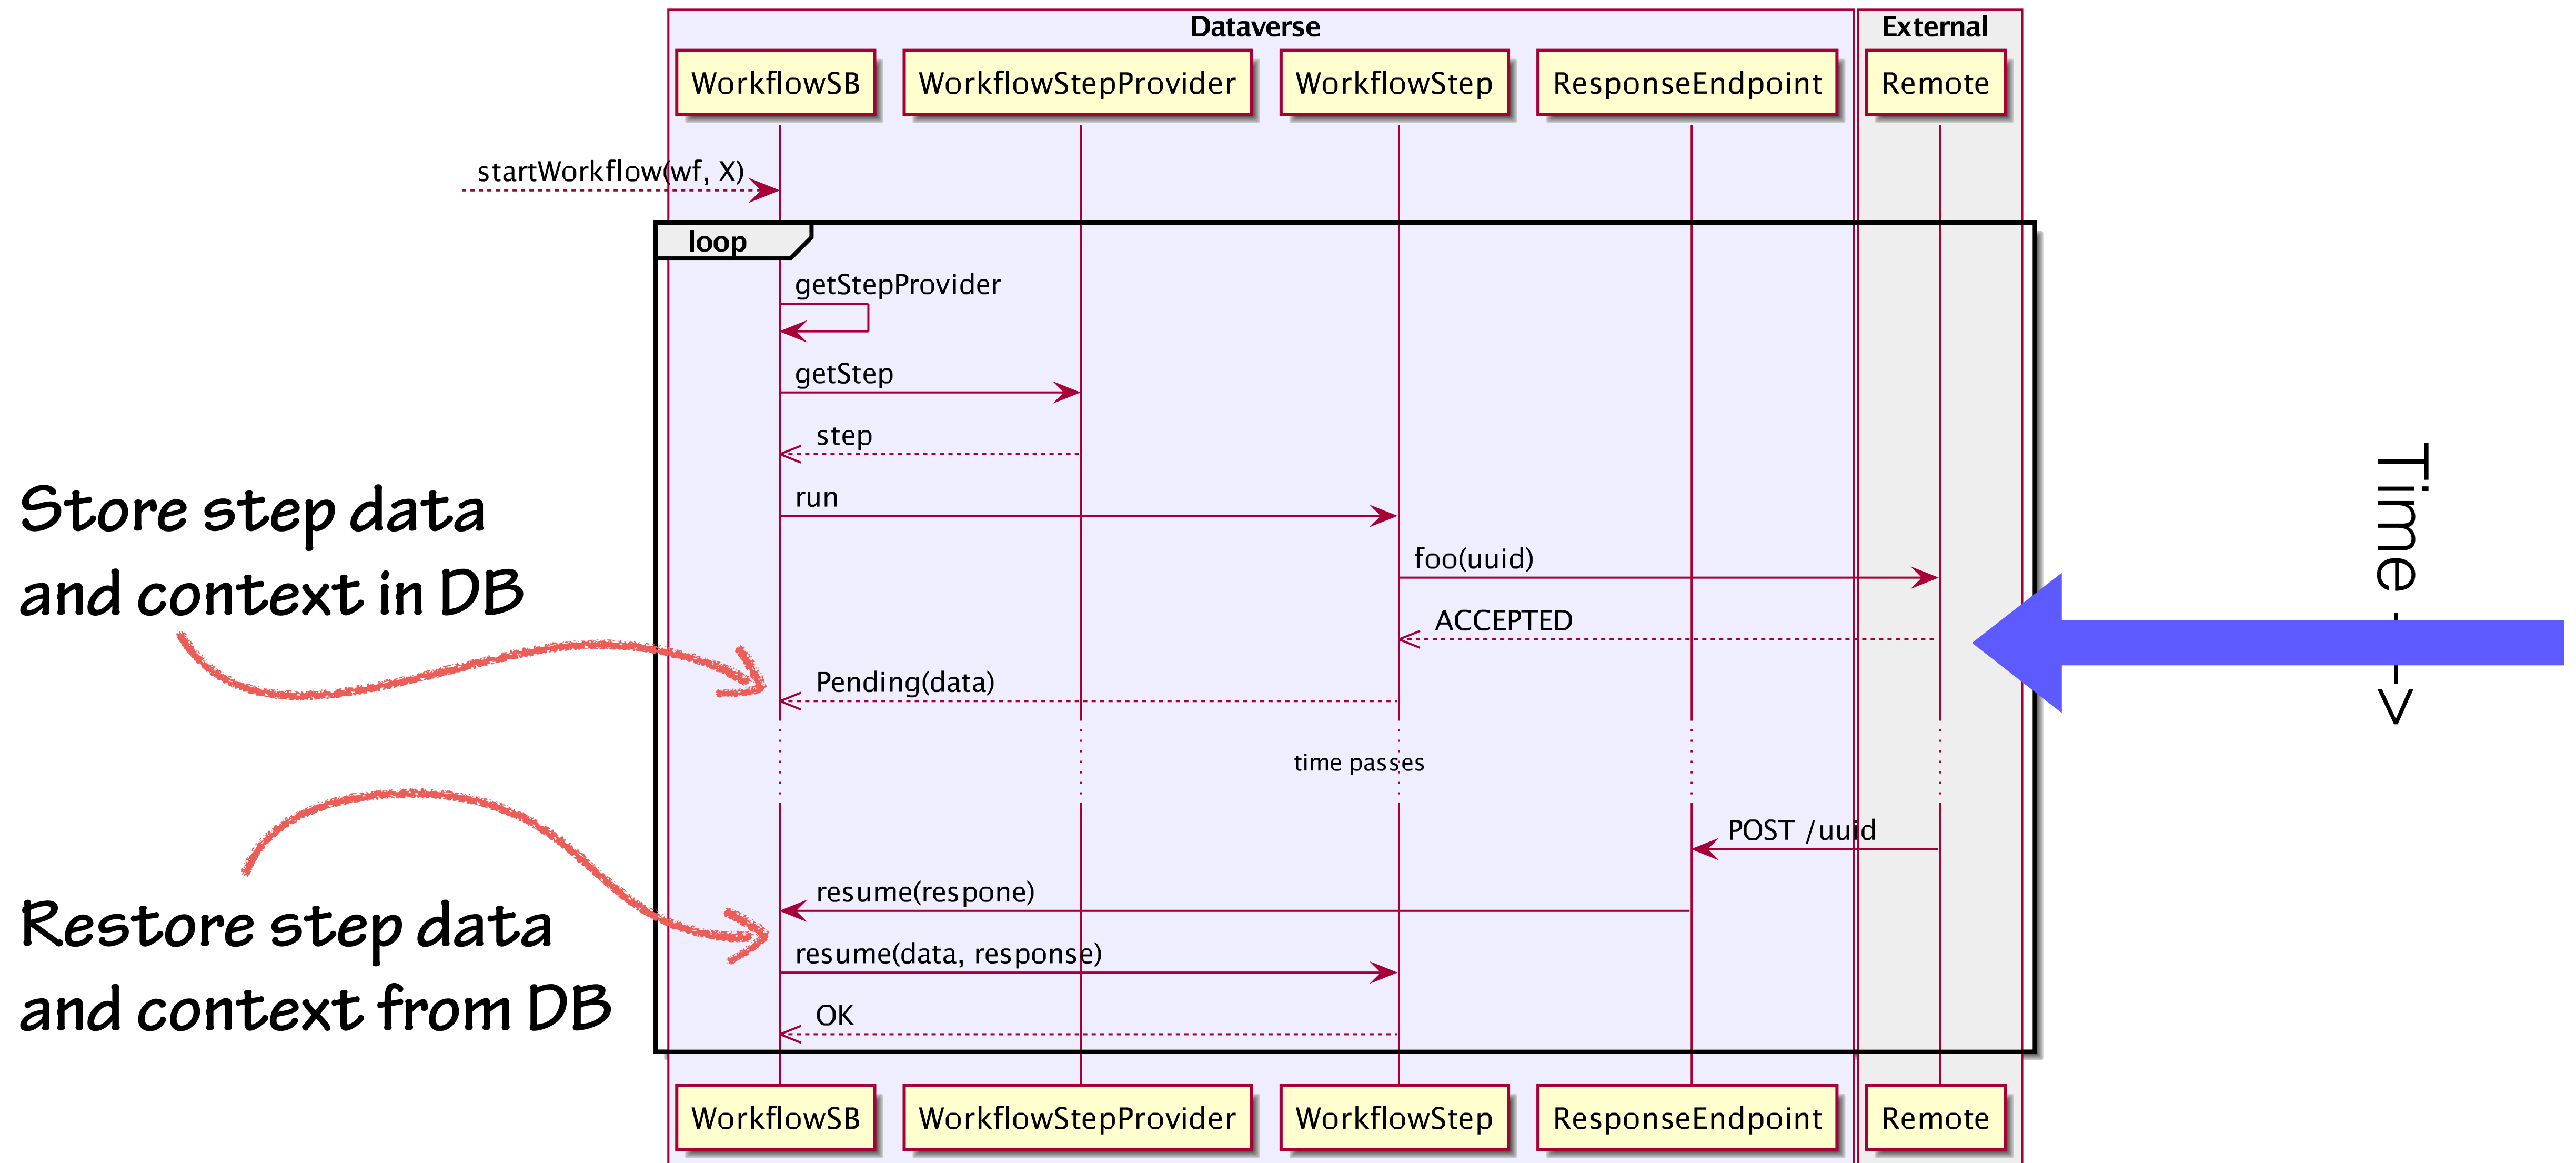 Dataverse
External
WorkflowSB
WorkflowStepProvider
WorkflowStep
ResponseEndpoint
Remote
startWorkflow(wf, X)
loop
getStepProvider
getStep
step
run
foo(uuid)
ACCEPTED
Pending(data)
time passes
POST /uuid
resume(respone)
resume(data, response)
OK
Store step data
and context in DB
Restore step data
and context from DB
Time -->
WorkflowSB
WorkflowStepProvider
WorkflowStep
ResponseEndpoint
Remote